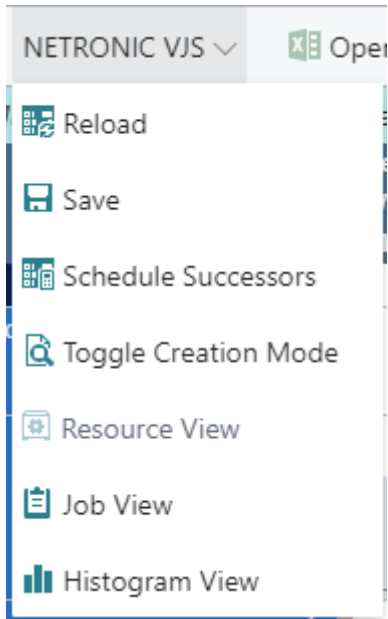 NETRONIC VJS
Reload
Save
Schedule Successors
Toggle Creation Mode
Resource View
Job View
Histogram View